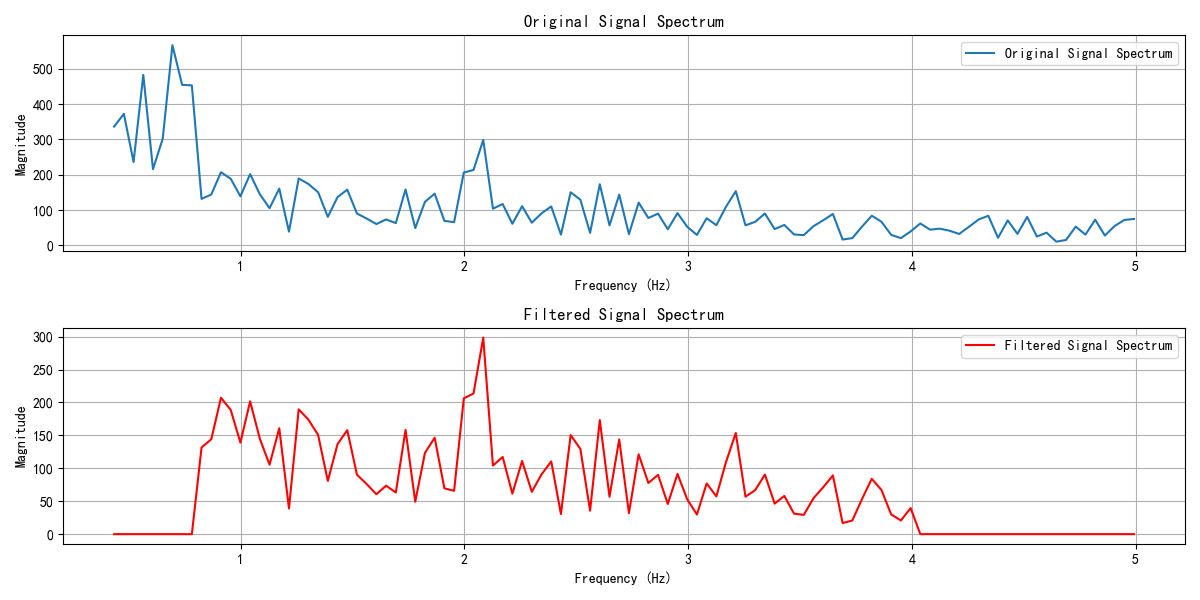 Original Signal Spectrum
Original Signal Spectrum
Magnitude
500
400
300
200
100
0
1
2
3
4
5
Frequency (Hz)
Filtered Signal Spectrum
Filtered Signal Spectrum
Magnitude
300
250
200
150
100
50
0
1
2
3
4
5
Frequency (Hz)